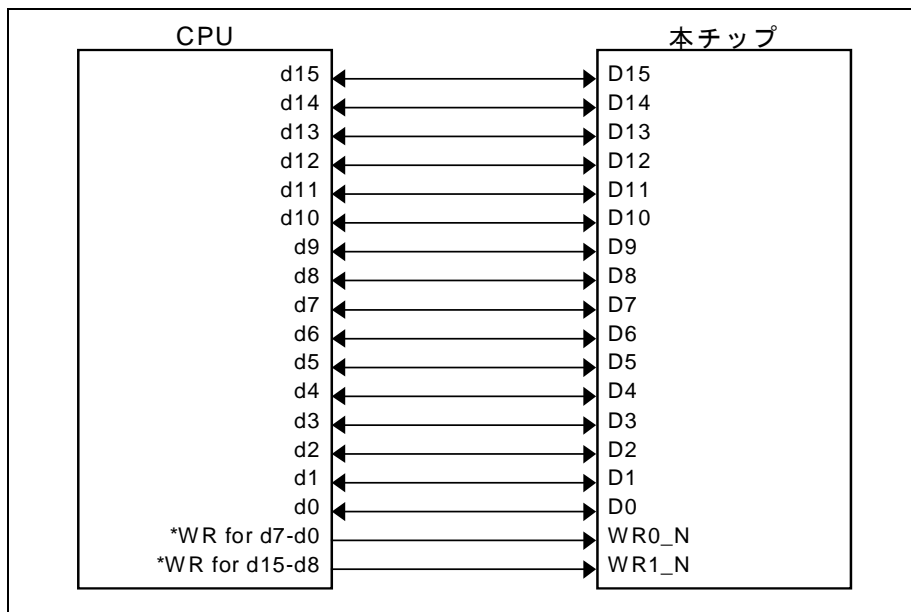 CPU 本チップ
d15 D15
d14 D14
d13 D13
d12 D12
d11 D11
d10 D10
d9 D9
d8 D8
d7 D7
d6 D6
d5 D5
d4 D4
d3 D3
d2 D2
d1 D1
d0 D0
*WR for d7-d0 WR0_N
*WR for d15-d8 WR1_N